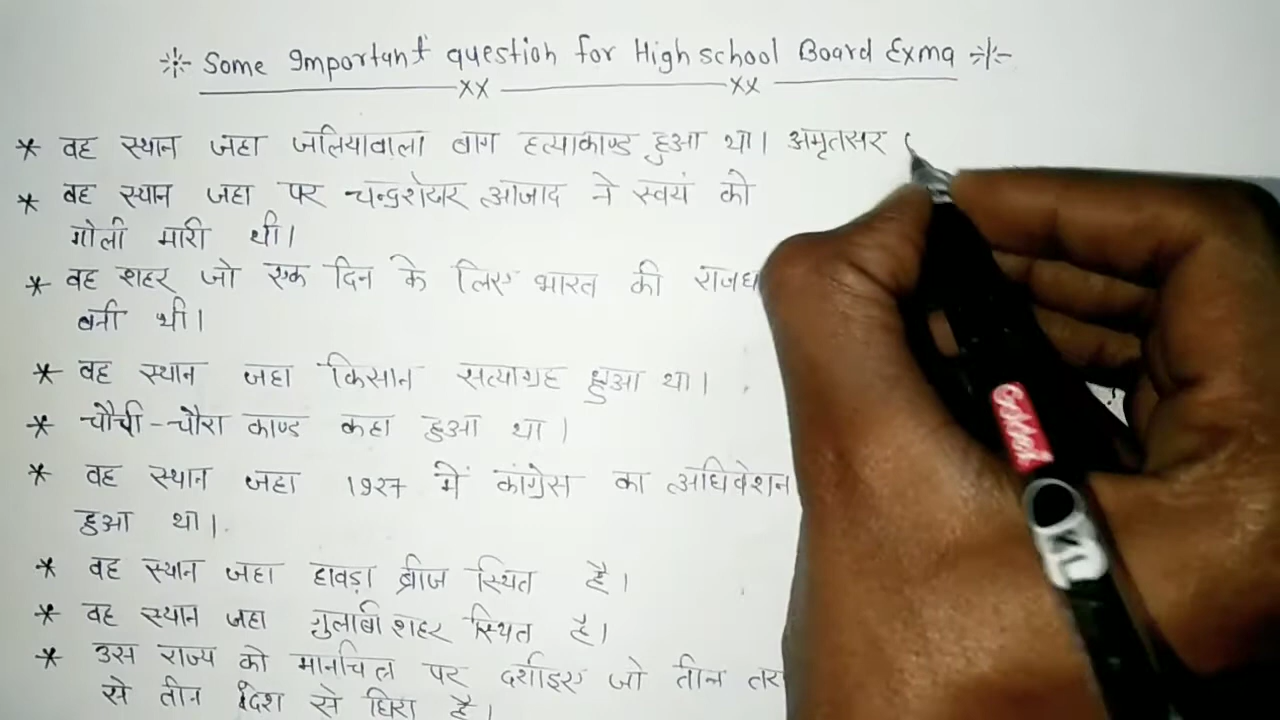 Some Important question for High school Board Exma
xx xx
* वह स्थान जहा जलियावाला बाग हत्याकाण्ड हुआ था। अमृतसर (
* वह स्थान जहा पर चन्द्रशेखर आजाद ने स्वयं को
गोली मारी थी।
* वह शहर जो एक दिन के लिए भारत की राजध
बनी थी।
* वह स्थान जहा किसान सत्याग्रह हुआ था।
* चौची-चौरा काण्ड कहा हुआ था।
* वह स्थान जहा 1927 में कांग्रेस का अधिवेशन
हुआ था।
* वह स्थान जहा हावड़ा ब्रीज स्थित है।
* वह स्थान जहा गुलाबी शहर स्थित है।
* उस राज्य को मानचित्र पर दर्शाइए जो तीन तर
से तीन देश से घिरा है।